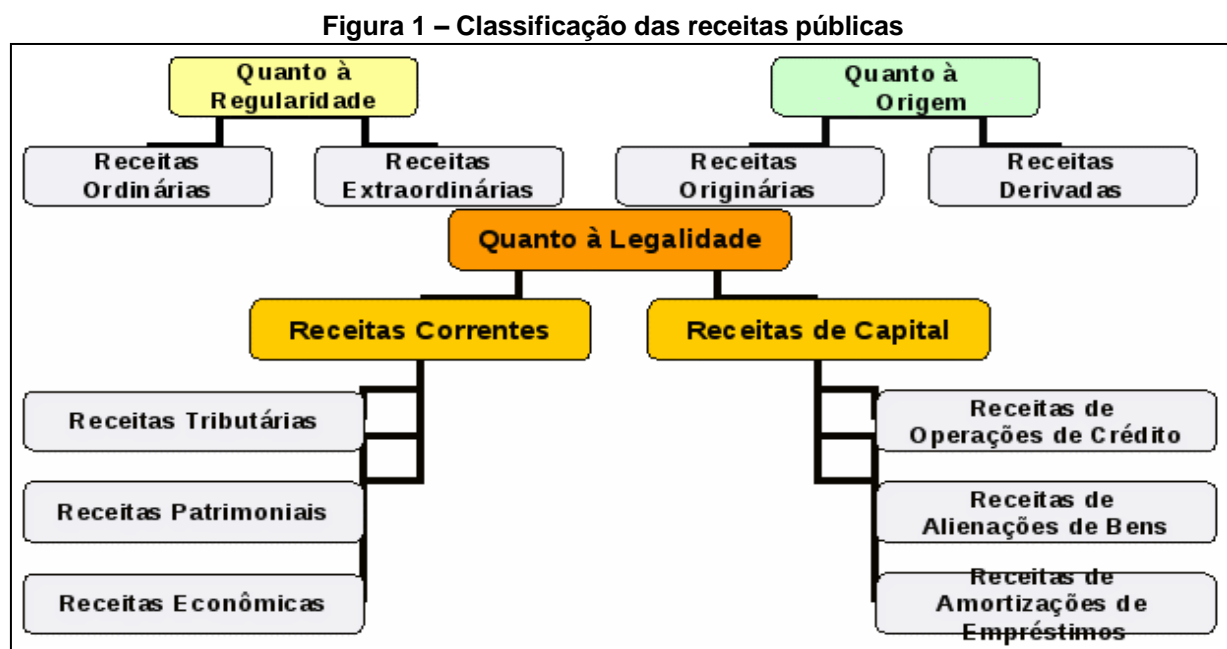 Figura 1 – Classificação das receitas públicas
Quanto à
Regularidade
Quanto à
Origem
Receitas
Ordinárias
Receitas
Extraordinárias
Receitas
Originárias
Receitas
Derivadas
Quanto à Legalidade
Receitas Correntes
Receitas de Capital
Receitas Tributárias
Receitas Patrimoniais
Receitas Econômicas
Receitas de
Operações de Crédito
Receitas de
Alienações de Bens
Receitas de
Amortizações de
Empréstimos